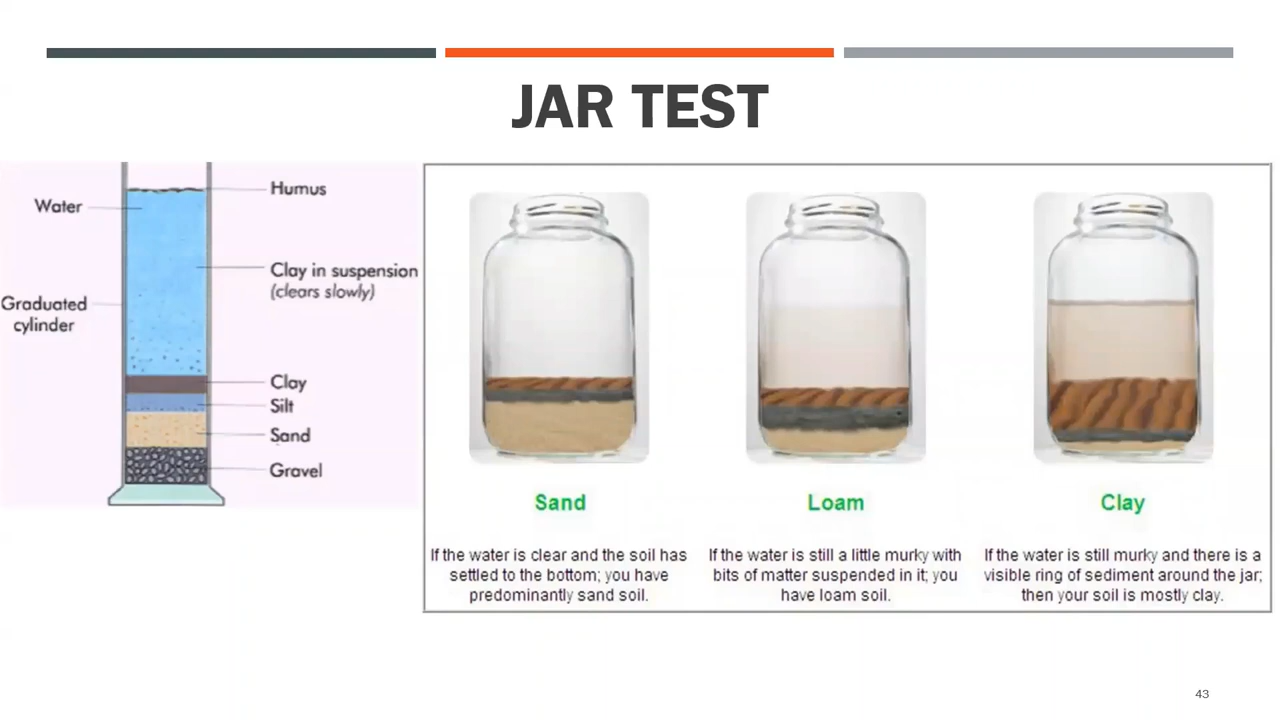 JAR TEST
Humus
Water
Clay in suspension
(clears slowly)
Graduated
cylinder
Clay
Silt
Sand
Gravel
Sand
If the water is clear and the soil has
settled to the bottom; you have
predominantly sand soil.
Loam
If the water is still a little murky with
bits of matter suspended in it; you
have loam soil.
Clay
If the water is still murky and there is a
visible ring of sediment around the jar;
then your soil is mostly clay.
43